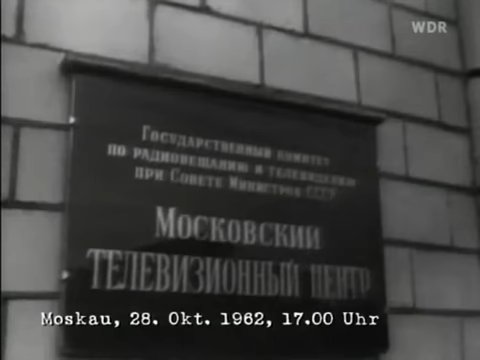 WDR
Государственный комитет
по радиовещанию и телевидению
при Совете Министров СССР
Московский
телевизионный центр
Moskau, 28. Okt. 1962, 17.00 Uhr